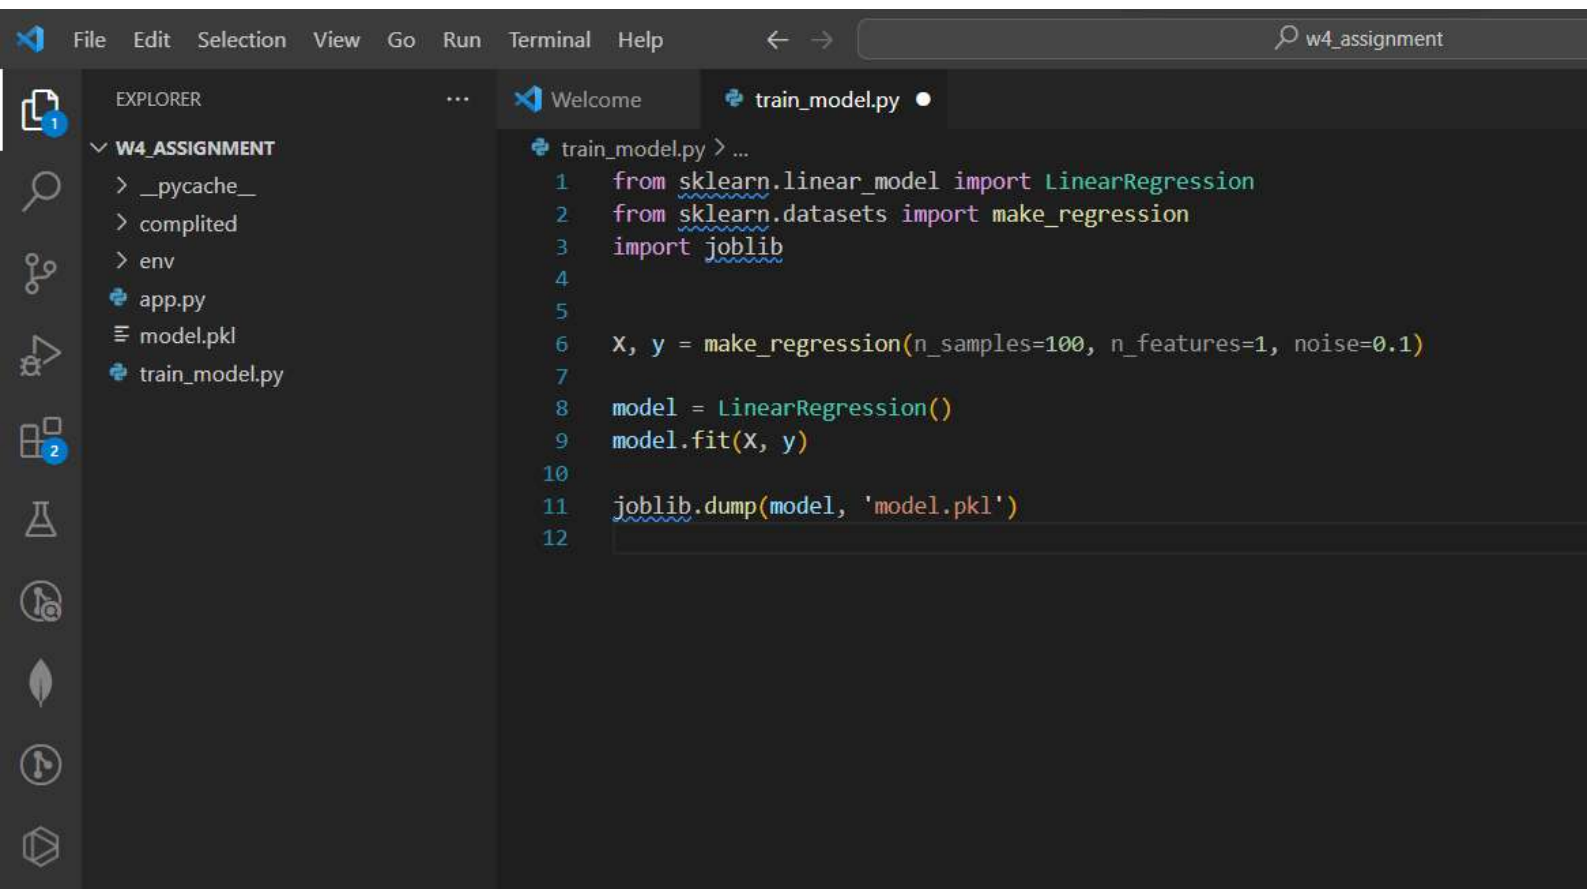 File Edit Selection View Go Run Terminal Help w4_assignment
EXPLORER ...
Welcome
train_model.py
W4_ASSIGNMENT
__pycache__
complited
env
app.py
model.pkl
train_model.py
train_model.py > ...
1 from sklearn.linear_model import LinearRegression
2 from sklearn.datasets import make_regression
3 import joblib
4
5
6 X, y = make_regression(n_samples=100, n_features=1, noise=0.1)
7
8 model = LinearRegression()
9 model.fit(X, y)
10
11 joblib.dump(model, 'model.pkl')
12
1
2